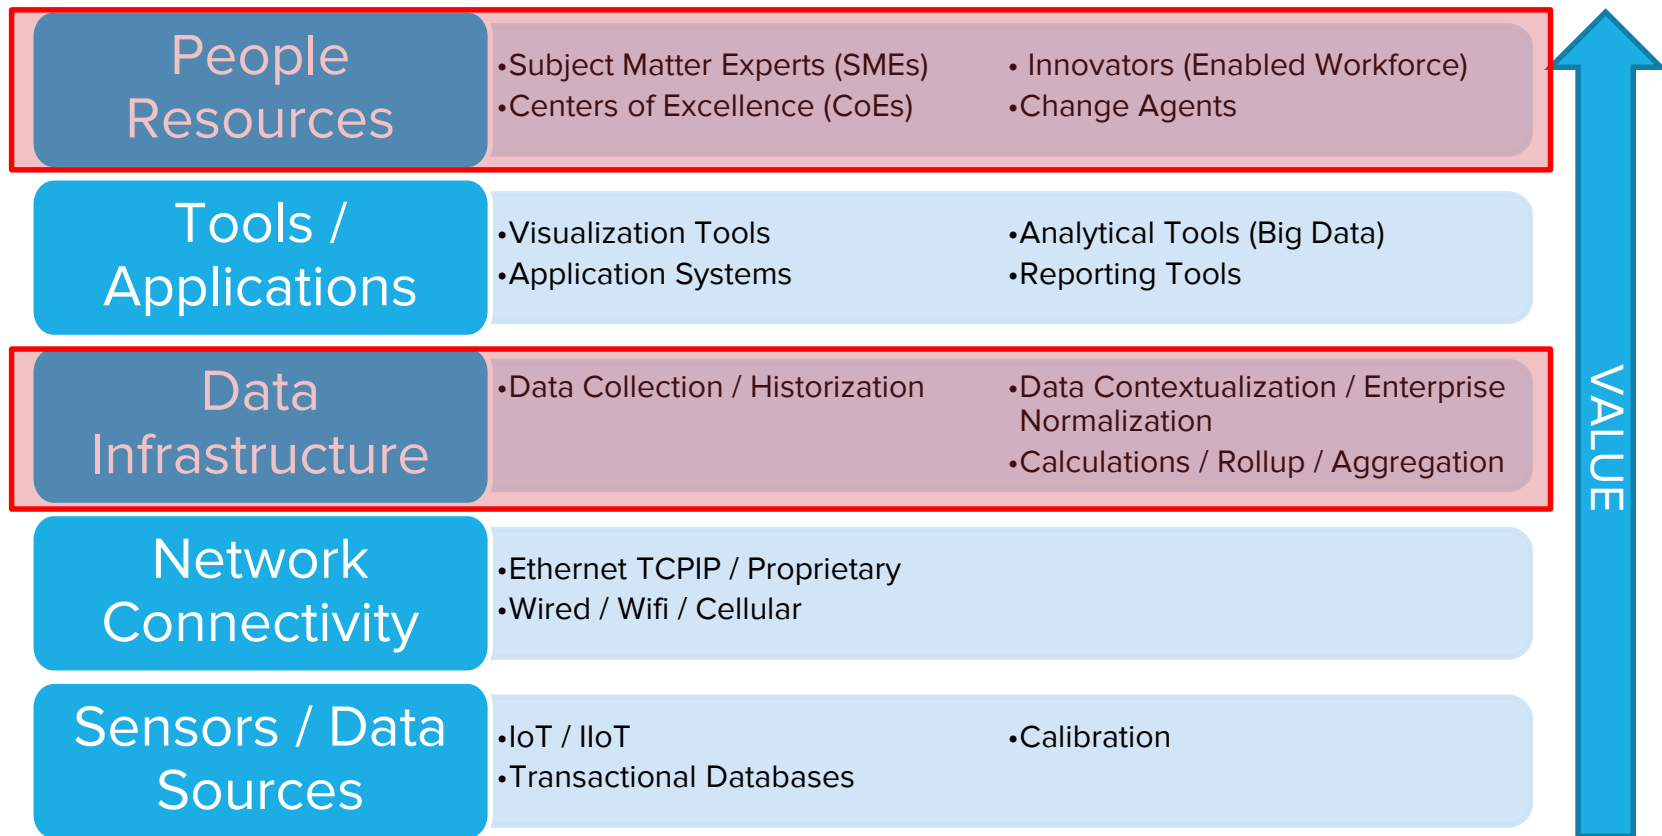 People
Resources
•Subject Matter Experts (SMEs)
•Centers of Excellence (CoEs)
• Innovators (Enabled Workforce)
•Change Agents
Tools /
Applications
•Visualization Tools
•Application Systems
•Analytical Tools (Big Data)
•Reporting Tools
Data
Infrastructure
•Data Collection / Historization
•Data Contextualization / Enterprise
Normalization
•Calculations / Rollup / Aggregation
Network
Connectivity
•Ethernet TCPIP / Proprietary
•Wired / Wifi / Cellular
Sensors / Data
Sources
•IoT / IIoT
•Transactional Databases
•Calibration
VALUE